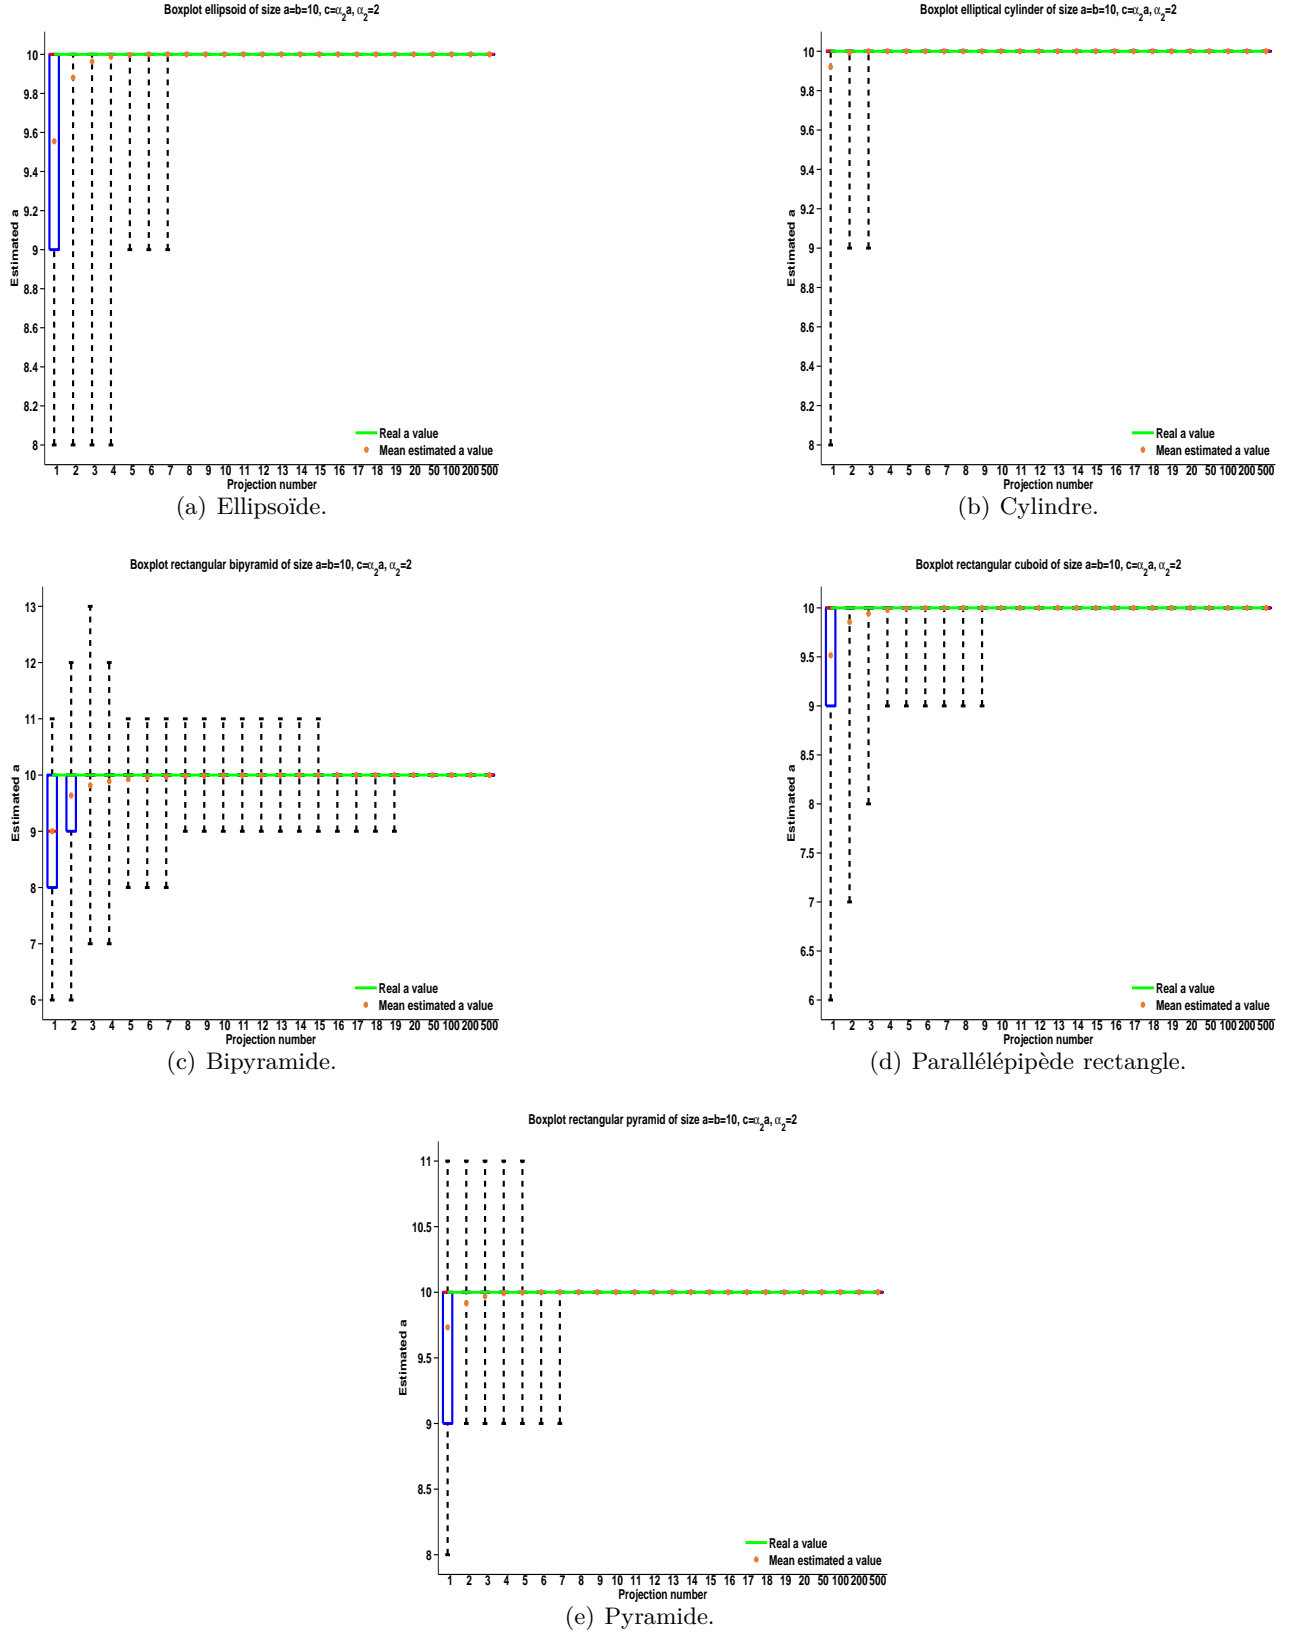 Boxplot ellipsoid of size a=b=10, c=α₂a, α₂=2
10
9.8
9.6
9.4
9.2
9
8.8
8.6
8.4
8.2
8
Estimated a
Real a value
Mean estimated a value
1 2 3 4 5 6 7 8 9 10 11 12 13 14 15 16 17 18 19 20 50 100 200 500
Projection number
(a) Ellipsoïde.
Boxplot elliptical cylinder of size a=b=10, c=α₂a, α₂=2
10
9.8
9.6
9.4
9.2
9
8.8
8.6
8.4
8.2
8
Estimated a
Real a value
Mean estimated a value
1 2 3 4 5 6 7 8 9 10 11 12 13 14 15 16 17 18 19 20 50 100 200 500
Projection number
(b) Cylindre.
Boxplot rectangular bipyramid of size a=b=10, c=α₂a, α₂=2
13
12
11
10
9
8
7
6
Estimated a
Real a value
Mean estimated a value
1 2 3 4 5 6 7 8 9 10 11 12 13 14 15 16 17 18 19 20 50 100 200 500
Projection number
(c) Bipyramide.
Boxplot rectangular cuboid of size a=b=10, c=α₂a, α₂=2
10
9.5
9
8.5
8
7.5
7
6.5
6
Estimated a
Real a value
Mean estimated a value
1 2 3 4 5 6 7 8 9 10 11 12 13 14 15 16 17 18 19 20 50 100 200 500
Projection number
(d) Parallélépipède rectangle.
Boxplot rectangular pyramid of size a=b=10, c=α₂a, α₂=2
11
10.5
10
9.5
9
8.5
8
Estimated a
Real a value
Mean estimated a value
1 2 3 4 5 6 7 8 9 10 11 12 13 14 15 16 17 18 19 20 50 100 200 500
Projection number
(e) Pyramide.